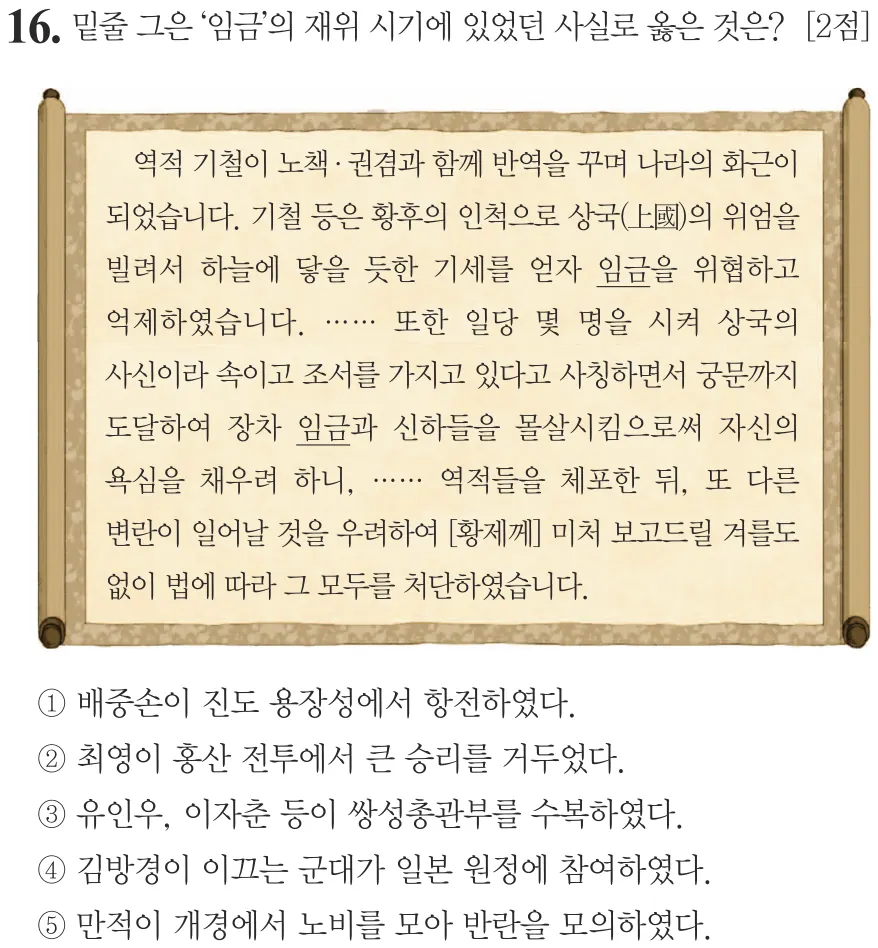 16. 밑줄 그은 ‘임금’의 재위 시기에 있었던 사실로 옳은 것은? [2점]
역적 기철이 노책·권겸과 함께 반역을 꾸며 나라의 화근이
되었습니다. 기철 등은 황후의 인척으로 상국(上國)의 위엄을
빌려서 하늘에 닿을 듯한 기세를 얻자 임금을 위협하고
억제하였습니다. …… 또한 일당 몇 명을 시켜 상국의
사신이라 속이고 조서를 가지고 있다고 사칭하면서 궁문까지
도달하여 장차 임금과 신하들을 몰살시킴으로써 자신의
욕심을 채우려 하니, …… 역적들을 체포한 뒤, 또 다른
변란이 일어날 것을 우려하여 [황제께] 미처 보고드릴 겨를도
없이 법에 따라 그 모두를 처단하였습니다.
① 배중손이 진도 용장성에서 항전하였다.
② 최영이 홍산 전투에서 큰 승리를 거두었다.
③ 유인우, 이자춘 등이 쌍성총관부를 수복하였다.
④ 김방경이 이끄는 군대가 일본 원정에 참여하였다.
⑤ 만적이 개경에서 노비를 모아 반란을 모의하였다.